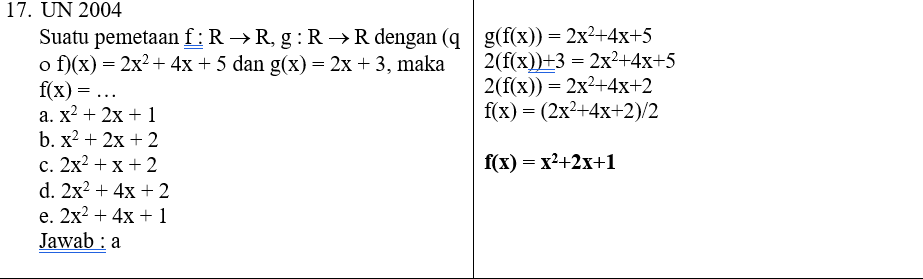 17. UN 2004
Suatu pemetaan f : R → R, g : R → R dengan (q
o f)(x) = 2x² + 4x + 5 dan g(x) = 2x + 3, maka
f(x) = …
a. x² + 2x + 1
b. x² + 2x + 2
c. 2x² + x + 2
d. 2x² + 4x + 2
e. 2x² + 4x + 1
Jawab : a
g(f(x)) = 2x²+4x+5
2(f(x))+3 = 2x²+4x+5
2(f(x)) = 2x²+4x+2
f(x) = (2x²+4x+2)/2
f(x) = x²+2x+1